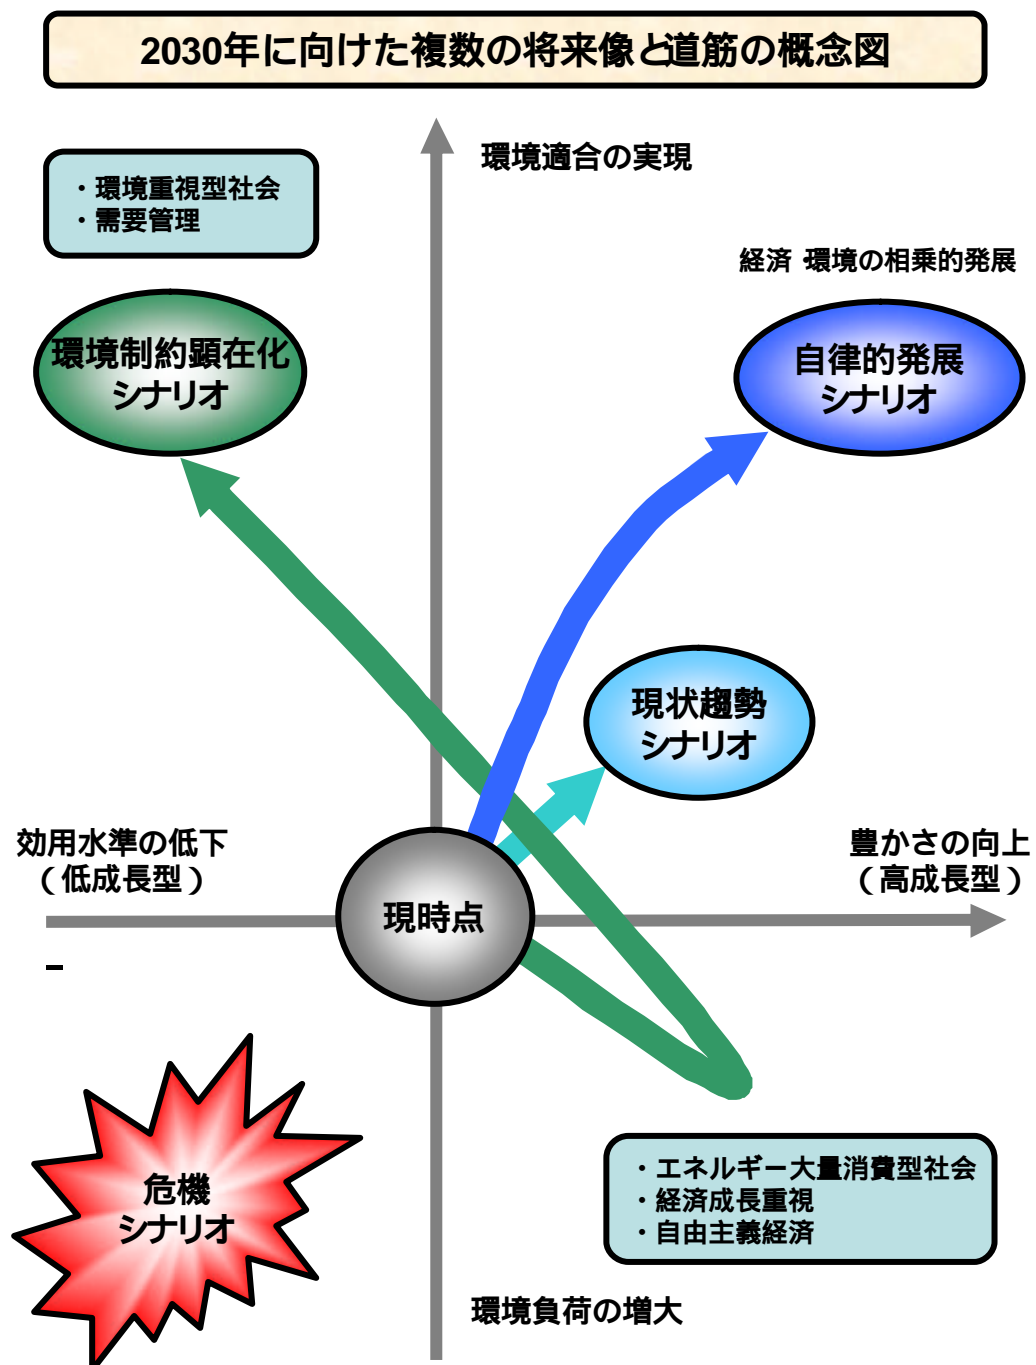 2030年に向けた複数の将来像と道筋の概念図
環境適合の実現
・環境重視型社会
・需要管理
経済・環境の相乗的発展
環境制約顕在化
シナリオ
自律的発展
シナリオ
現状趨勢
シナリオ
効用水準の低下
（低成長型）
豊かさの向上
（高成長型）
現時点
危機
シナリオ
・エネルギー大量消費型社会
・経済成長重視
・自由主義経済
環境負荷の増大